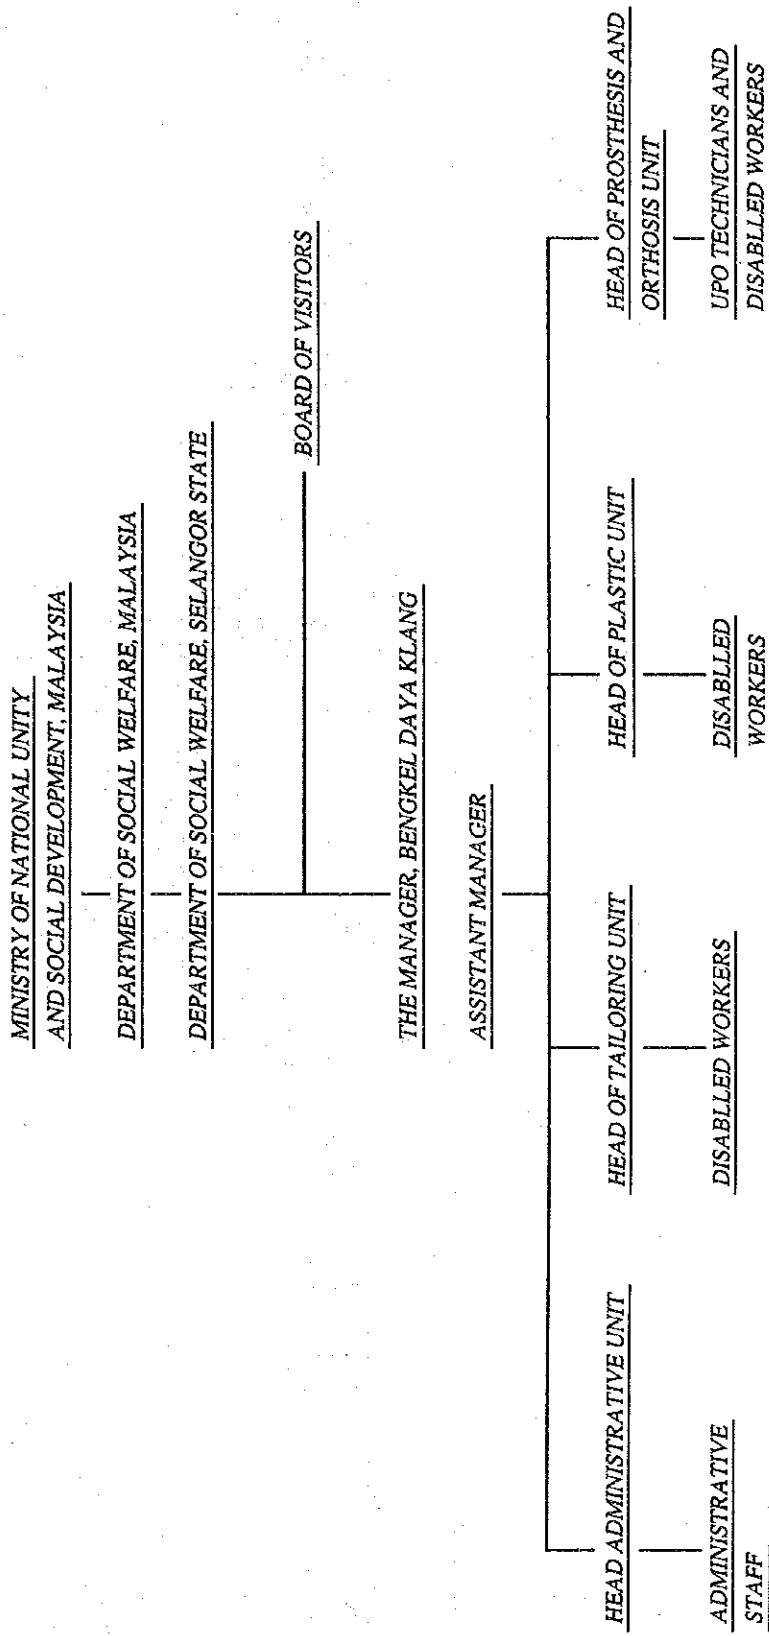 MINISTRY OF NATIONAL UNITY
AND SOCIAL DEVELOPMENT, MALAYSIA
DEPARTMENT OF SOCIAL WELFARE, MALAYSIA
DEPARTMENT OF SOCIAL WELFARE, SELANGOR STATE
BOARD OF VISITORS
THE MANAGER, BENGKEL DAYA KLANG
ASSISTANT MANAGER
HEAD ADMINISTRATIVE UNIT
ADMINISTRATIVE
STAFF
HEAD OF TAILORING UNIT
DISABLLED WORKERS
HEAD OF PLASTIC UNIT
DISABLLED
WORKERS
HEAD OF PROSTHESIS AND
ORTHOSIS UNIT
UPO TECHNICIANS AND
DISABLLED WORKERS